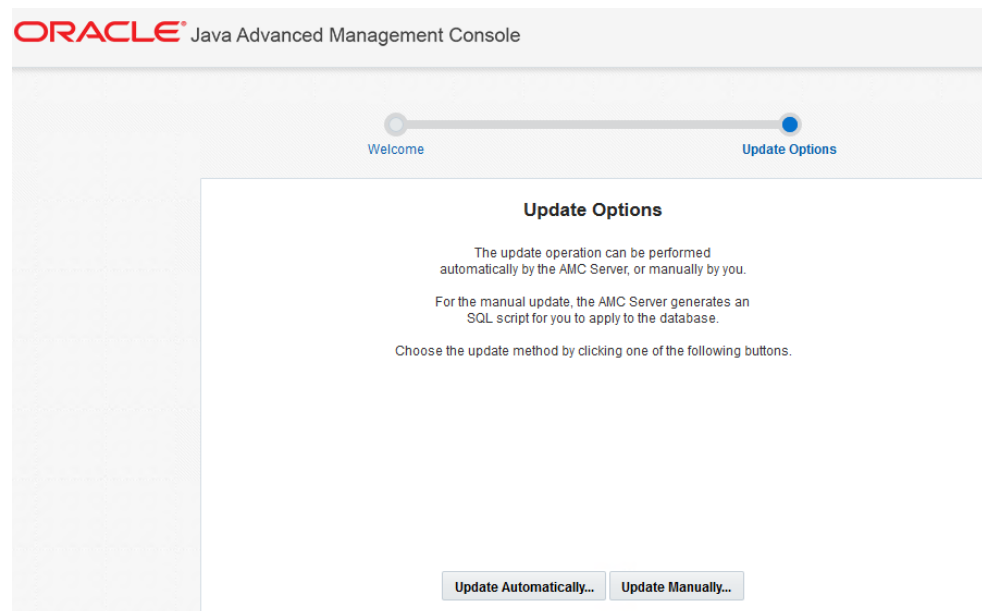 ORACLE® Java Advanced Management Console
Welcome
Update Options
Update Options
The update operation can be performed
automatically by the AMC Server, or manually by you.
For the manual update, the AMC Server generates an
SQL script for you to apply to the database.
Choose the update method by clicking one of the following buttons.
Update Automatically...
Update Manually...